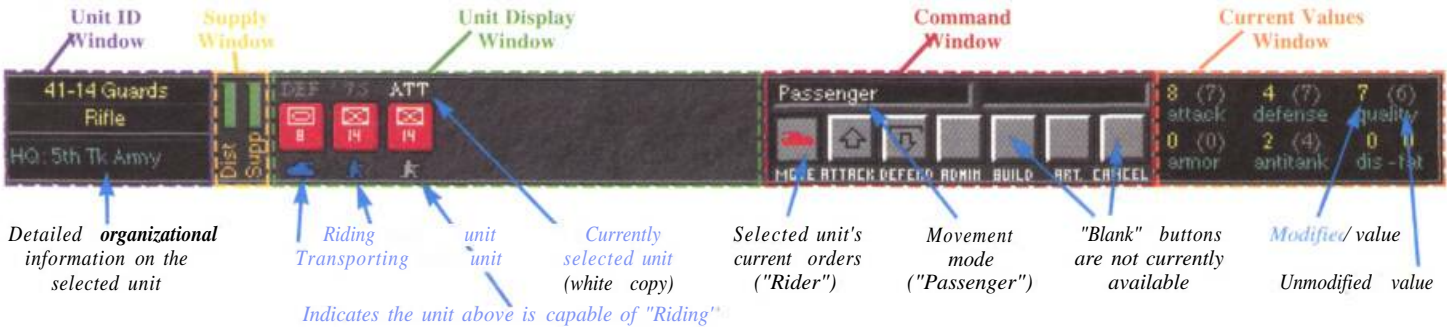 Unit ID Window
Supply Window
Unit Display Window
Command Window
Current Values Window
41-14 Guards
Rifle
HQ: 5th Tk Army
Dist
Supp
DEF
ATT
8
14
14
Passenger
MOVE ATTACK DEFEND ADMIN BUILD ART. CANCEL
8 (7) 4 (7) 7 (6)
attack defense quality
0 (0) 2 (4) 0 0
armor antitank dis-fat
Detailed organizational
information on the
selected unit
Riding unit
Transporting unit
Indicates the unit above is capable of "Riding"
Currently
selected unit
(white copy)
Selected unit's
current orders
("Rider")
Movement
mode
("Passenger")
"Blank" buttons
are not currently
available
Modified value
Unmodified value